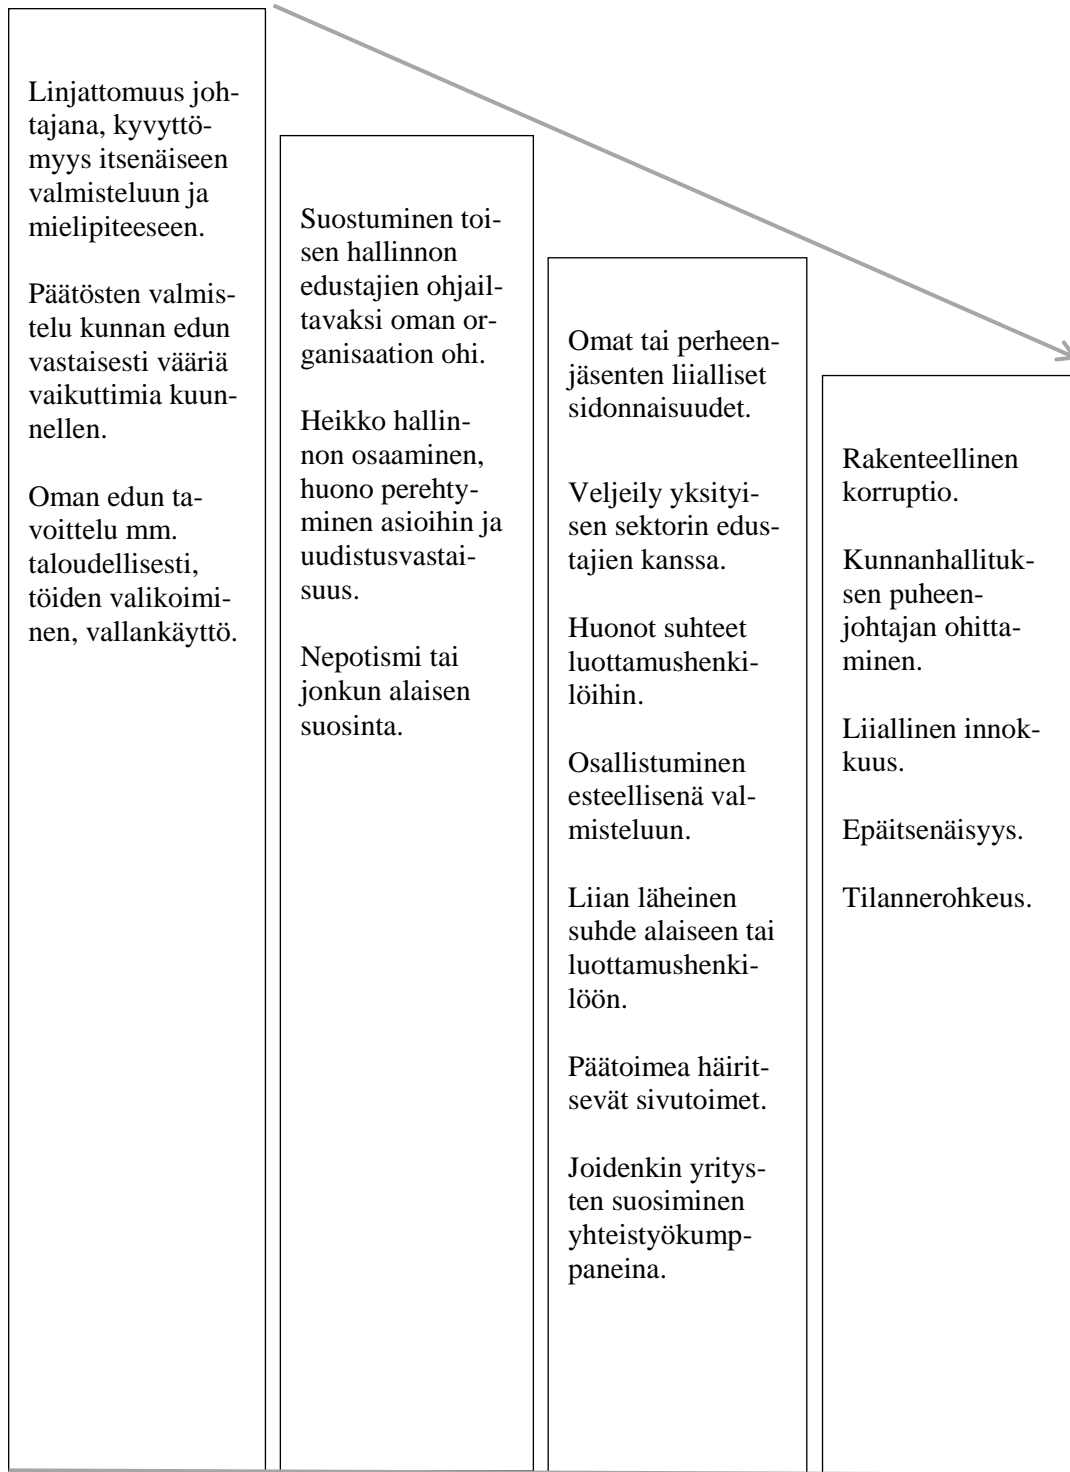 Linjattomuus joh-
tajana, kyvyttö-
myys itsenäiseen
valmisteluun ja
mielipiteeseen.
Päätösten valmis-
telu kunnan edun
vastaisesti vääriä
vaikuttimia kuun-
nellen.
Oman edun ta-
voittelu mm.
taloudellisesti,
töiden valikoimi-
nen, vallankäyttö.
Suostuminen toi-
sen hallinnon
edustajien ohjail-
tavaksi oman or-
ganisaation ohi.
Heikko hallin-
non osaaminen,
huono perehty-
minen asioihin ja
uudistusvastai-
suus.
Nepotismi tai
jonkun alaisen
suosinta.
Omat tai perheen-
jäsenten liialliset
sidonnaisuudet.
Veljeily yksityi-
sen sektorin edus-
tajien kanssa.
Huonot suhteet
luottamushenki-
löihin.
Osallistuminen
esteellisenä val-
misteluun.
Liian läheinen
suhde alaiseen tai
luottamushenki-
löön.
Päätoimea häirit-
sevät sivutoimet.
Joidenkin yritys-
ten suosiminen
yhteistyökump-
paneina.
Rakenteellinen
korruptio.
Kunnanhallituk-
sen puheen-
johtajan ohitta-
minen.
Liiallinen innok-
kuus.
Epäitsenäisyys.
Tilannerohkeus.